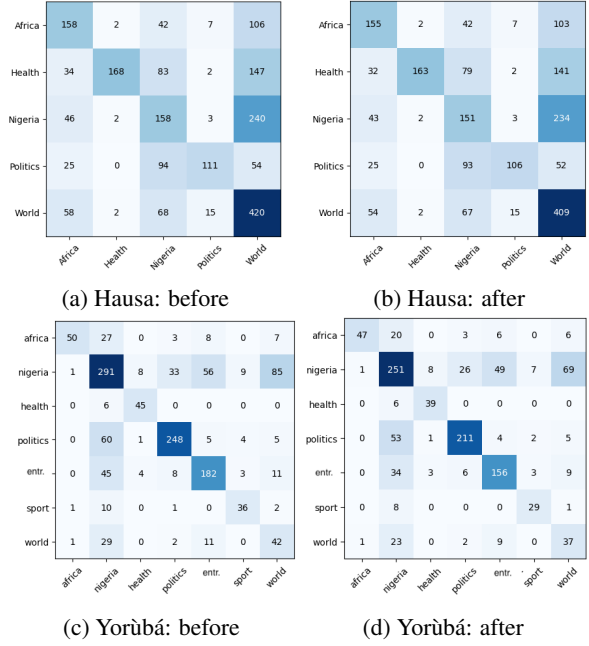 Africa 158 2 42 7 106
Health 34 168 83 2 147
Nigeria 46 2 158 3 240
Politics 25 0 94 111 54
World 58 2 68 15 420
Africa Health Nigeria Politics World
(a) Hausa: before
Africa 155 2 42 7 103
Health 32 163 79 2 141
Nigeria 43 2 151 3 234
Politics 25 0 93 106 52
World 54 2 67 15 409
Africa Health Nigeria Politics World
(b) Hausa: after
africa 50 27 0 3 8 0 7
nigeria 1 291 8 33 56 9 85
health 0 6 45 0 0 0 0
politics 0 60 1 248 5 4 5
entr. 0 45 4 8 182 3 11
sport 1 10 0 1 0 36 2
world 1 29 0 2 11 0 42
africa nigeria health politics entr. sport world
(c) Yorùbá: before
africa 47 20 0 3 6 0 6
nigeria 1 251 8 26 49 7 69
health 0 6 39 0 0 0 0
politics 0 53 1 211 4 2 5
entr. 0 34 3 6 156 3 9
sport 0 8 0 0 0 29 1
world 1 23 0 2 9 0 37
africa nigeria health politics entr. sport world
(d) Yorùbá: after